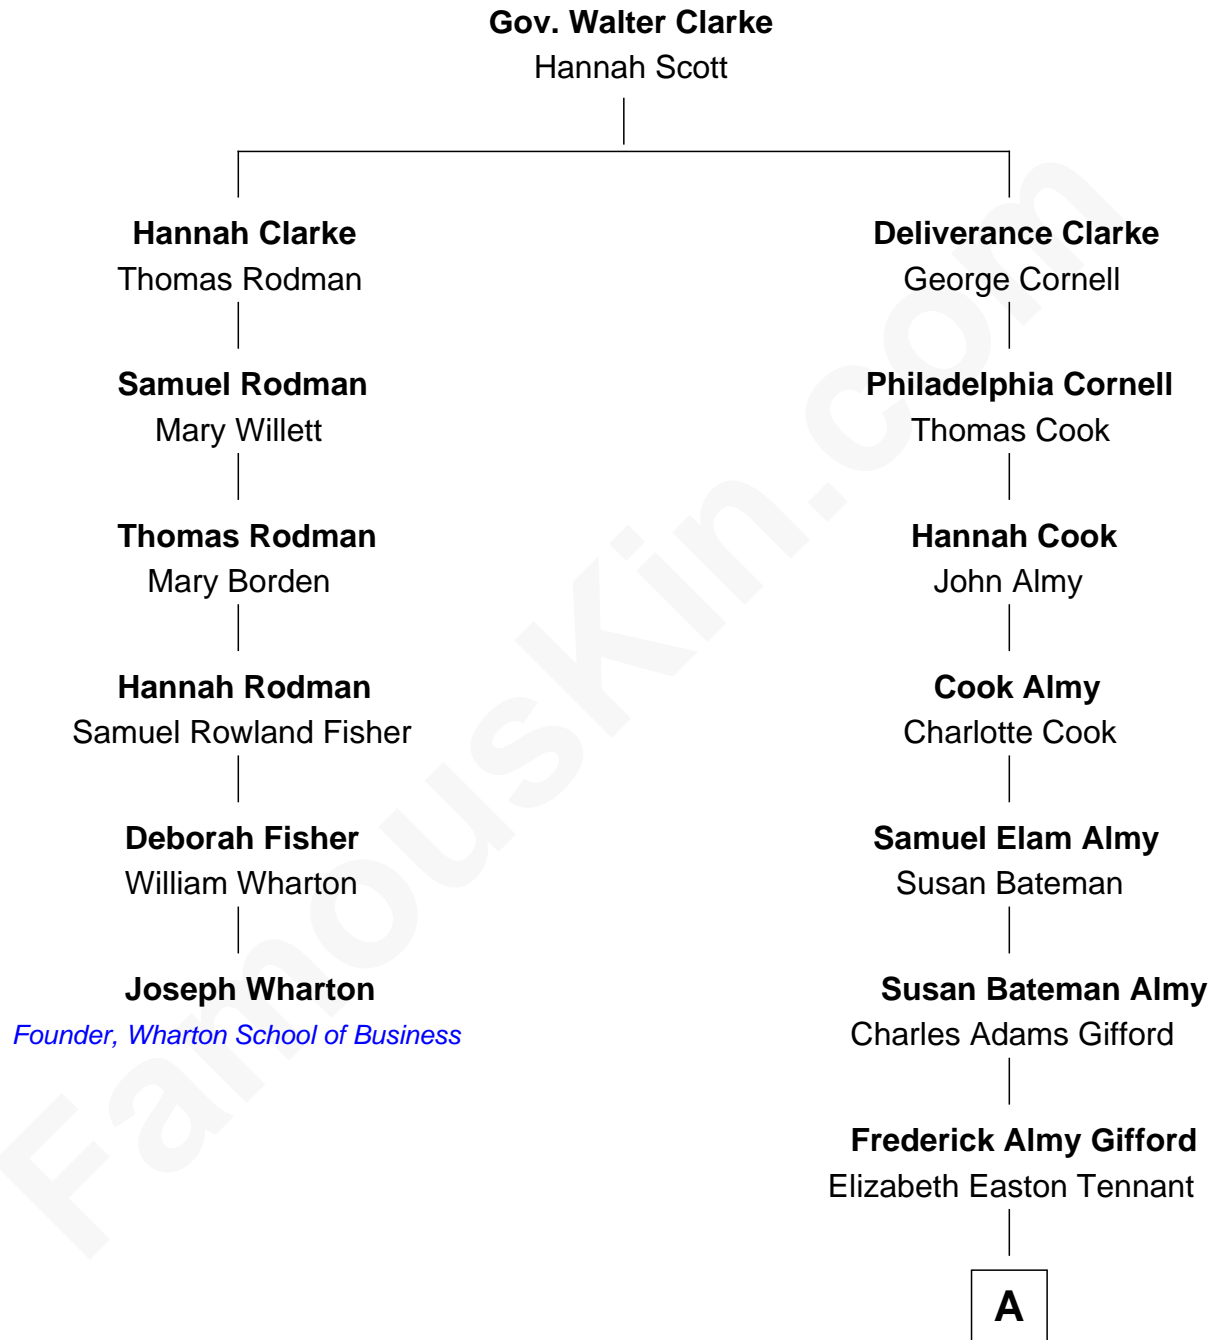 Gov. Walter Clarke
Hannah Scott
Hannah Clarke
Thomas Rodman
Deliverance Clarke
George Cornell
Samuel Rodman
Mary Willett
Philadelphia Cornell
Thomas Cook
Thomas Rodman
Mary Borden
Hannah Cook
John Almy
Hannah Rodman
Samuel Rowland Fisher
Cook Almy
Charlotte Cook
Deborah Fisher
William Wharton
Samuel Elam Almy
Susan Bateman
Joseph Wharton
Founder, Wharton School of Business
Susan Bateman Almy
Charles Adams Gifford
Frederick Almy Gifford
Elizabeth Easton Tennant
A
FamousKin.com